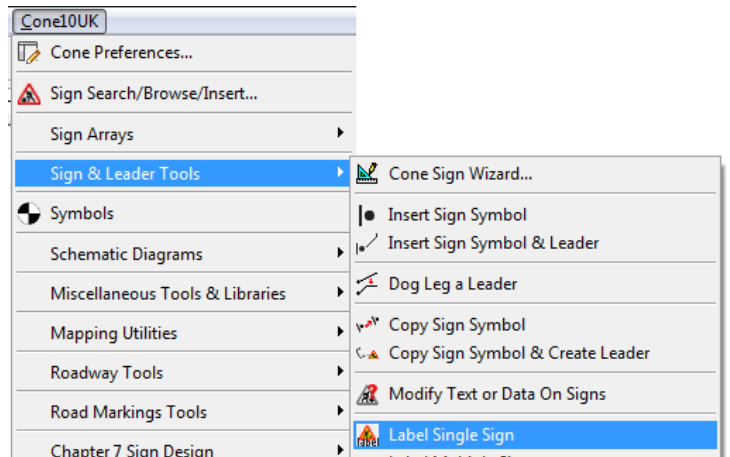 Cone10UK
Cone Preferences...
Sign Search/Browse/Insert...
Sign Arrays
Sign & Leader Tools
Symbols
Schematic Diagrams
Miscellaneous Tools & Libraries
Mapping Utilities
Roadway Tools
Road Markings Tools
Chapter 7 Sign Design
Cone Sign Wizard...
Insert Sign Symbol
Insert Sign Symbol & Leader
Dog Leg a Leader
Copy Sign Symbol
Copy Sign Symbol & Create Leader
Modify Text or Data On Signs
label Label Single Sign